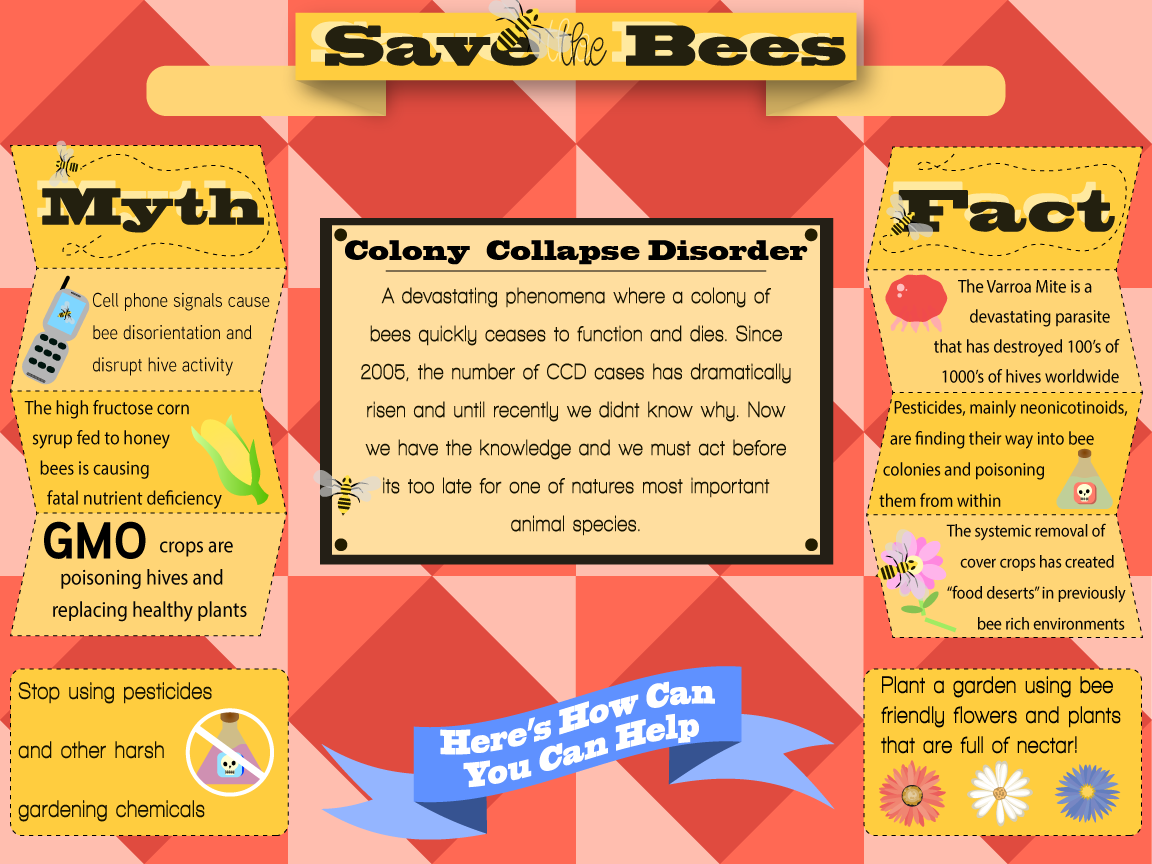 Save the Bees
Myth
Cell phone signals cause
bee disorientation and
disrupt hive activity
The high fructose corn
syrup fed to honey
bees is causing
fatal nutrient deficiency
GMO crops are
poisoning hives and
replacing healthy plants
Colony Collapse Disorder
A devastating phenomena where a colony of
bees quickly ceases to function and dies. Since
2005, the number of CCD cases has dramatically
risen and until recently we didnt know why. Now
we have the knowledge and we must act before
its too late for one of natures most important
animal species.
Fact
The Varroa Mite is a
devastating parasite
that has destroyed 100's of
1000's of hives worldwide
Pesticides, mainly neonicotinoids,
are finding their way into bee
colonies and poisoning
them from within
The systemic removal of
cover crops has created
“food deserts” in previously
bee rich environments
Stop using pesticides
and other harsh
gardening chemicals
Here's How Can
You Can Help
Plant a garden using bee
friendly flowers and plants
that are full of nectar!